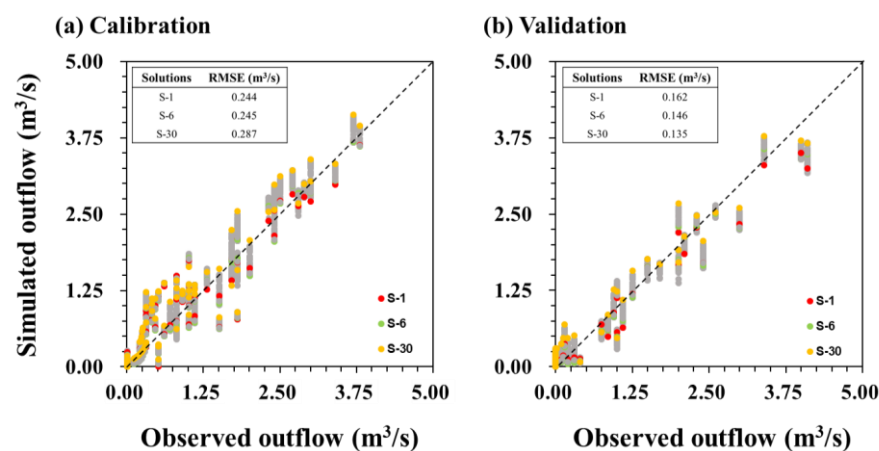 (a) Calibration
Simulated outflow (m³/s)
5.00
3.75
2.50
1.25
0.00
Solutions RMSE (m³/s)
S-1 0.244
S-6 0.245
S-30 0.287
S-1
S-6
S-30
0.00 1.25 2.50 3.75 5.00
Observed outflow (m³/s)
(b) Validation
5.00
3.75
2.50
1.25
0.00
Solutions RMSE (m³/s)
S-1 0.162
S-6 0.146
S-30 0.135
S-1
S-6
S-30
0.00 1.25 2.50 3.75 5.00
Observed outflow (m³/s)